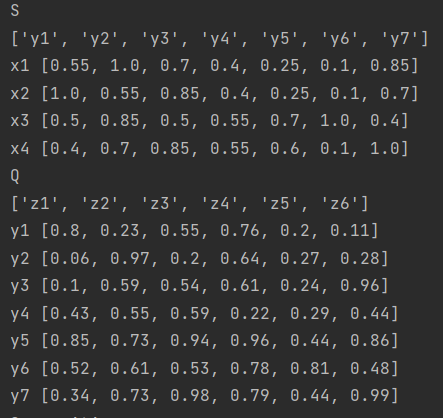 S
['y1', 'y2', 'y3', 'y4', 'y5', 'y6', 'y7']
x1 [0.55, 1.0, 0.7, 0.4, 0.25, 0.1, 0.85]
x2 [1.0, 0.55, 0.85, 0.4, 0.25, 0.1, 0.7]
x3 [0.5, 0.85, 0.5, 0.55, 0.7, 1.0, 0.4]
x4 [0.4, 0.7, 0.85, 0.55, 0.6, 0.1, 1.0]
Q
['z1', 'z2', 'z3', 'z4', 'z5', 'z6']
y1 [0.8, 0.23, 0.55, 0.76, 0.2, 0.11]
y2 [0.06, 0.97, 0.2, 0.64, 0.27, 0.28]
y3 [0.1, 0.59, 0.54, 0.61, 0.24, 0.96]
y4 [0.43, 0.55, 0.59, 0.22, 0.29, 0.44]
y5 [0.85, 0.73, 0.94, 0.96, 0.44, 0.86]
y6 [0.52, 0.61, 0.53, 0.78, 0.81, 0.48]
y7 [0.34, 0.73, 0.98, 0.79, 0.44, 0.99]